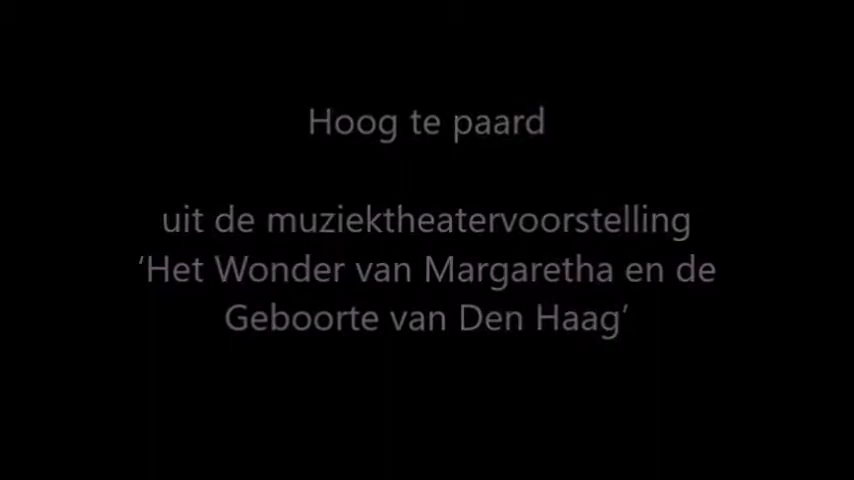 Hoog te paard
uit de muziektheatervoorstelling
‘Het Wonder van Margaretha en de
Geboorte van Den Haag’